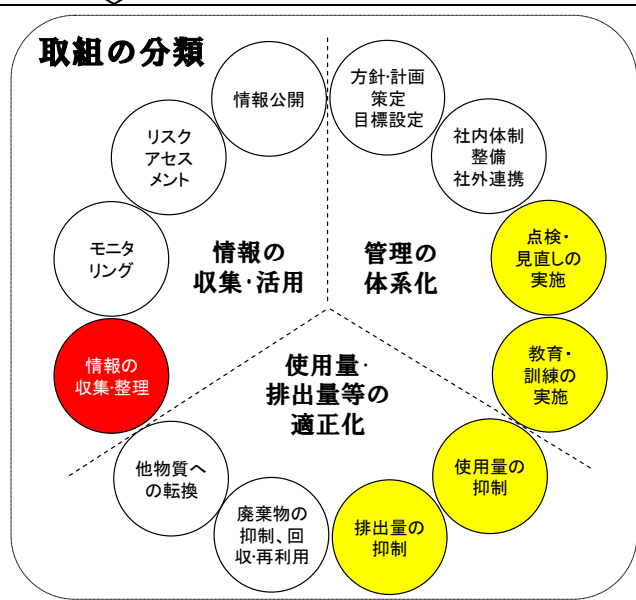 取組の分類
情報公開
方針・計画
策定
目標設定
リスク
アセス
メント
社内体制
整備
社外連携
モニタ
リング
情報の
収集・活用
管理の
体系化
点検・
見直しの
実施
情報の
収集・整理
使用量・
排出量等の
適正化
教育・
訓練の
実施
他物質へ
の転換
廃棄物の
抑制、回
収・再利用
排出量の
抑制
使用量の
抑制